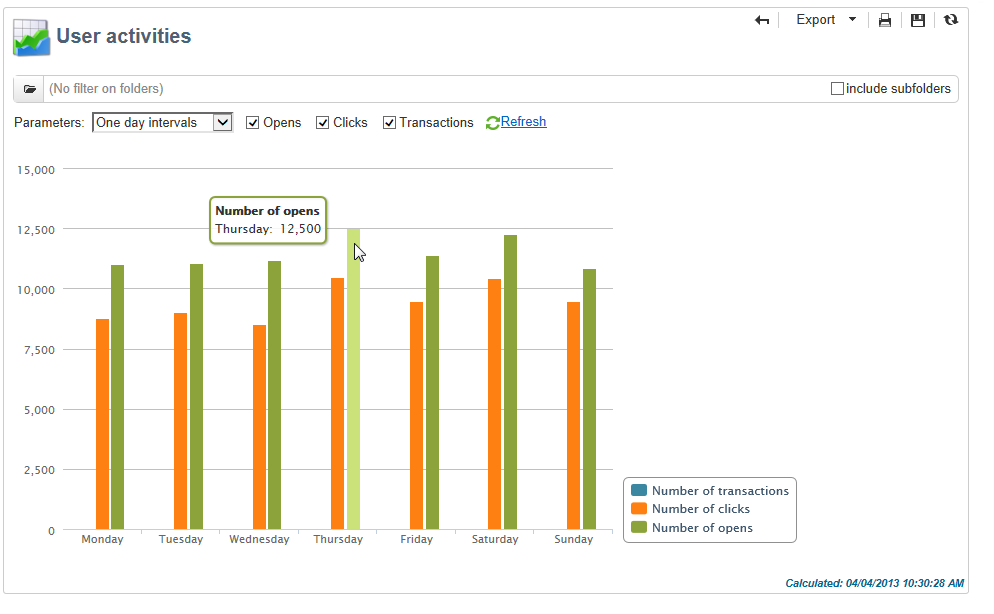 User activities
Export
(No filter on folders)
include subfolders
Parameters: One day intervals Opens Clicks Transactions Refresh
15,000
12,500
10,000
7,500
5,000
2,500
0
Number of opens
Thursday: 12,500
Monday Tuesday Wednesday Thursday Friday Saturday Sunday
Number of transactions
Number of clicks
Number of opens
Calculated: 04/04/2013 10:30:28 AM